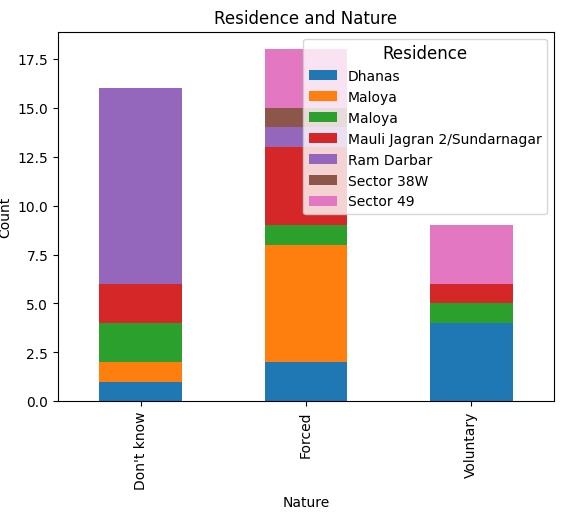 Residence and Nature
Residence
Dhanas
Maloya
Maloya
Mauli Jagran 2/Sundarnagar
Ram Darbar
Sector 38W
Sector 49
Count
17.5
15.0
12.5
10.0
7.5
5.0
2.5
0.0
Don't know
Forced
Voluntary
Nature